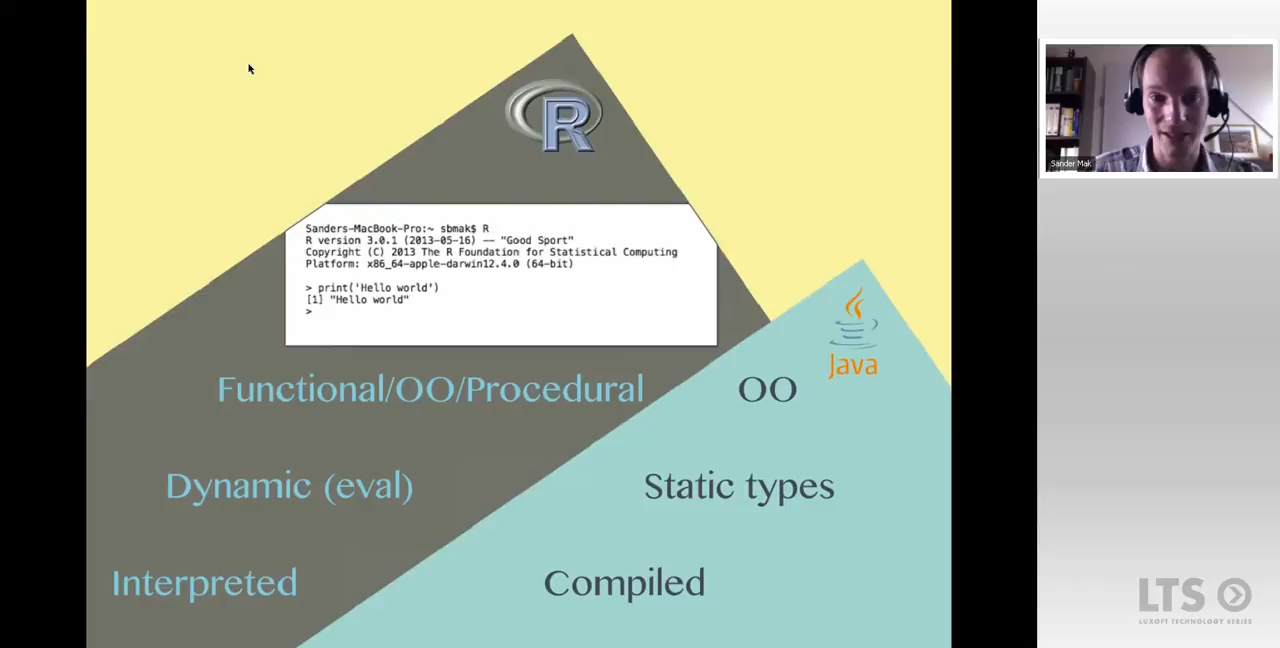 R
Sanders-MacBook-Pro:~ sbmak$ R
R version 3.0.1 (2013-05-16) -- "Good Sport"
Copyright (C) 2013 The R Foundation for Statistical Computing
Platform: x86_64-apple-darwin12.4.0 (64-bit)
> print('Hello world')
[1] "Hello world"
>
Java
Functional/OO/Procedural
OO
Dynamic (eval)
Static types
Interpreted
Compiled
Sander Mak
LTS
LUXOFT TECHNOLOGY SERIES